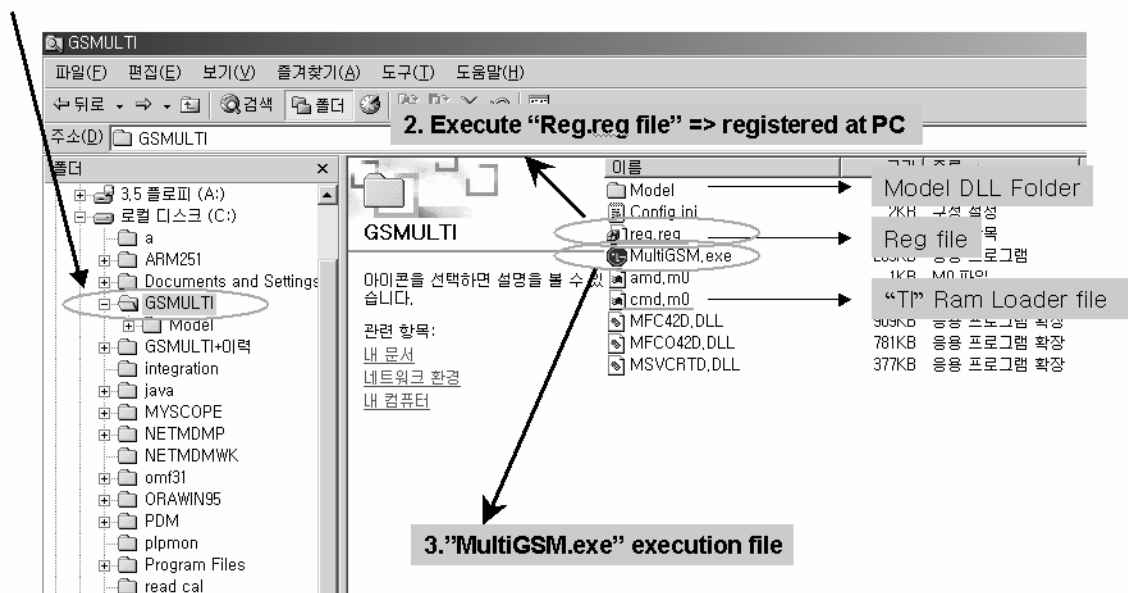 GSMULTI
파일(F) 편집(E) 보기(V) 즐겨찾기(A) 도구(T) 도움말(H)
뒤로 검색 폴더
2. Execute “Reg.reg file” => registered at PC
주소(D) GSMULTI
폴더 ×
3,5 플로피 (A:)
로컬 디스크 (C:)
a
ARM251
Documents and Settings
GSMULTI
Model
GSMULTI+이력
integration
java
MYSCOPE
NETMDMP
NETMDMWK
omf31
ORAWIN95
PDM
plpmon
Program Files
read cal
GSMULTI
아이콘을 선택하면 설명을 볼 수 있
습니다.
관련 항목:
내 문서
네트워크 환경
내 컴퓨터
이름
Model
Model DLL Folder
Config.ini 2KB 구성 설정
reg.reg
Reg file
MultiGSM.exe
amd.m0 1KB M0 파일
cmd.m0
“TI” Ram Loader file
MFC42D.DLL 909KB 응용 프로그램 확장
MFCO42D.DLL 781KB 응용 프로그램 확장
MSVCRTD.DLL 377KB 응용 프로그램 확장
3.”MultiGSM.exe” execution file